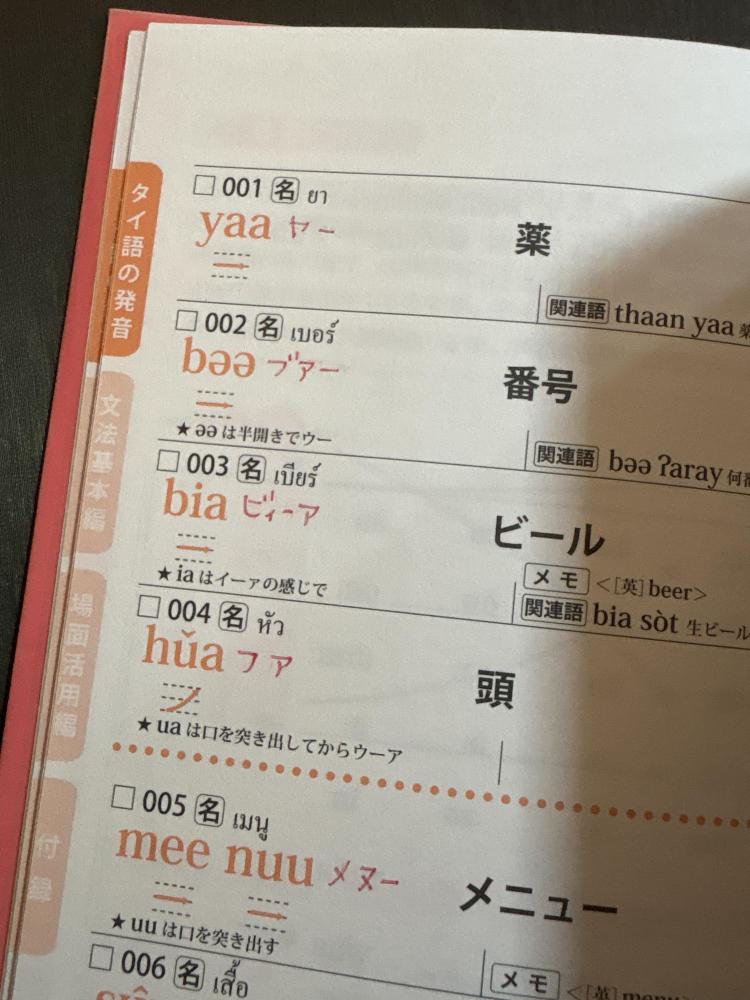 タイ語の発音
文法基本編
場面活用編
付録
□ 001 名 ยา
yaa ヤー
薬
関連語 thaan yaa 薬
□ 002 名 เบอร์
bəə ブァー
番号
★ əə は半開きでウー
関連語 bəə ʔaray 何番
□ 003 名 เบียร์
bia ビィーア
ビール
★ ia はイーァの感じで
メモ <[英] beer>
関連語 bia sòt 生ビール
□ 004 名 หัว
hǔa フア
頭
★ ua は口を突き出してからウーア
□ 005 名 เมนู
mee nuu メヌー
メニュー
★ uu は口を突き出す
メモ <[英] menu
□ 006 名 เสื้อ